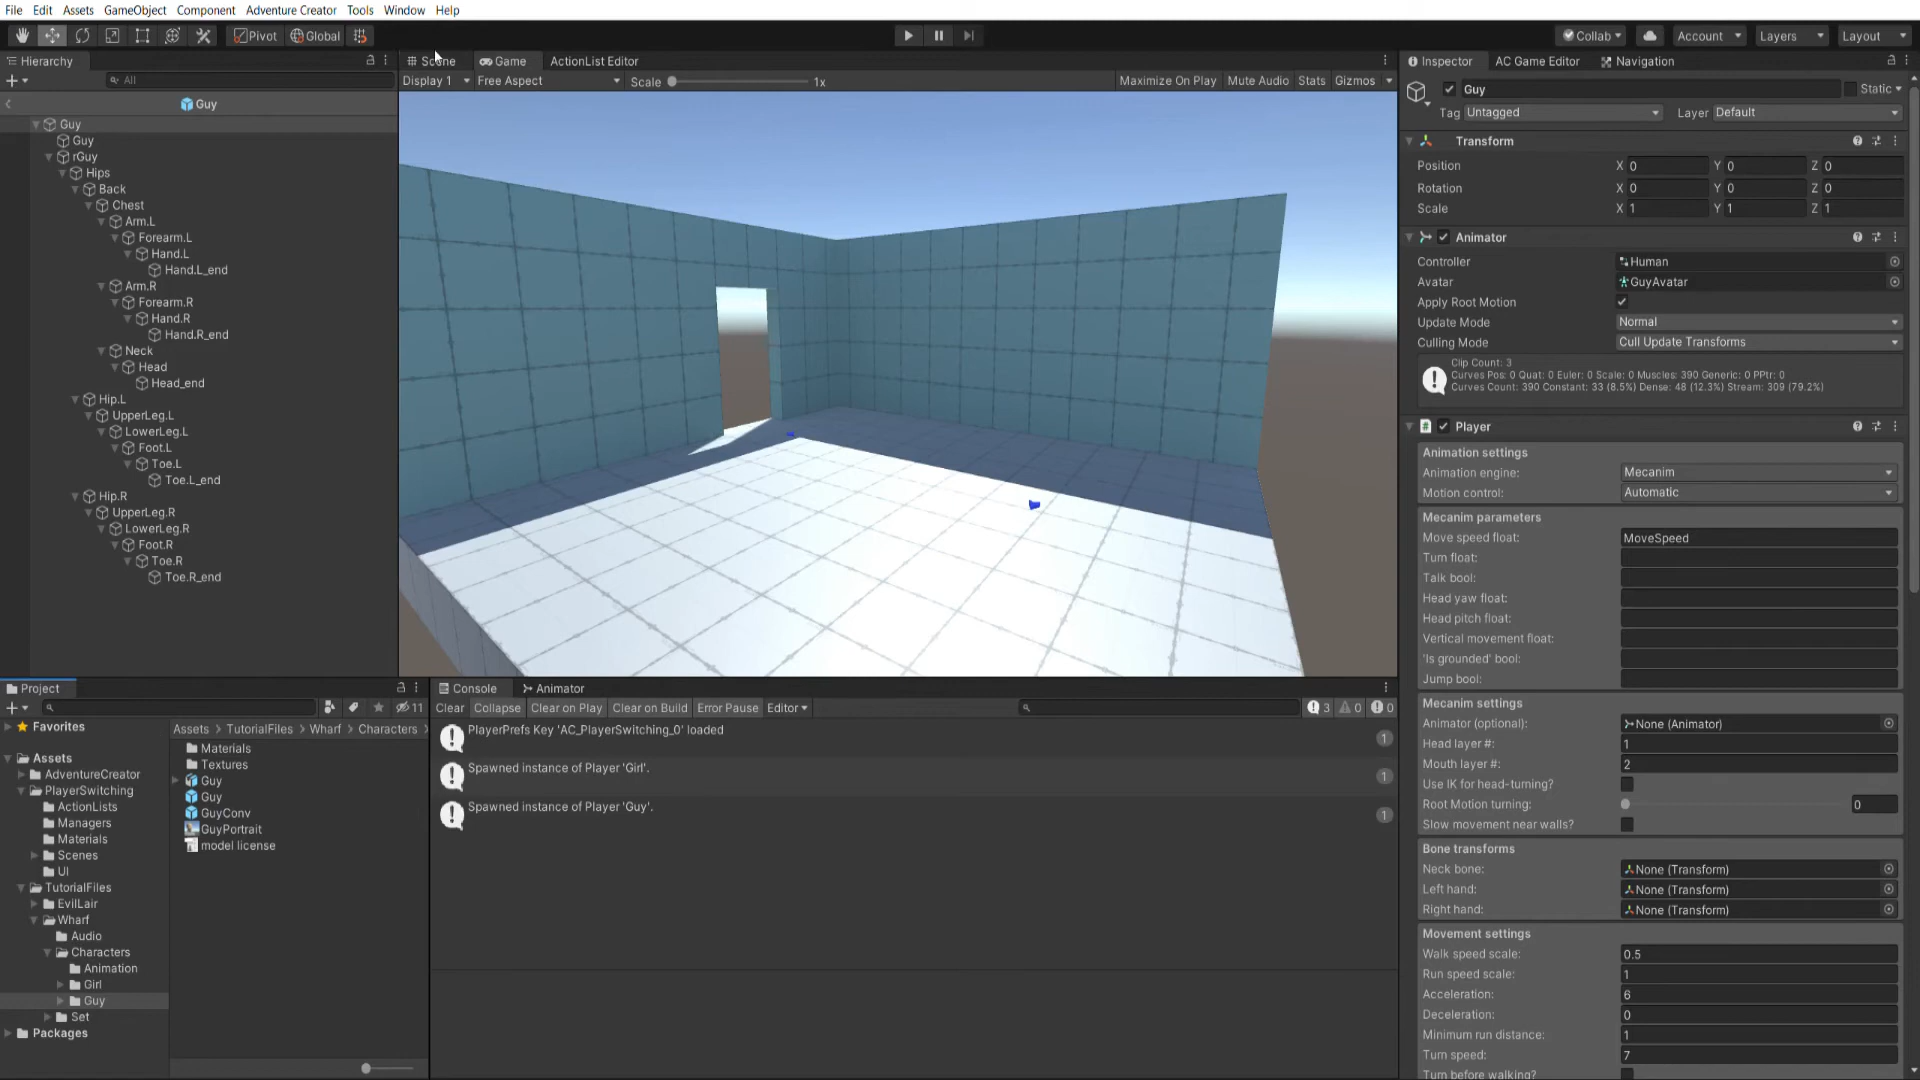 File Edit Assets GameObject Component Adventure Creator Tools Window Help
Pivot Global Collab Account Layers Layout
Hierarchy
All
Guy
Guy
Guy
rGuy
Hips
Back
Chest
Arm.L
Forearm.L
Hand.L
Hand.L_end
Arm.R
Forearm.R
Hand.R
Hand.R_end
Neck
Head
Head_end
Hip.L
UpperLeg.L
LowerLeg.L
Foot.L
Toe.L
Toe.L_end
Hip.R
UpperLeg.R
LowerLeg.R
Foot.R
Toe.R
Toe.R_end
Scene Game ActionList Editor
Display 1 Free Aspect Scale 1x Maximize On Play Mute Audio Stats Gizmos
Inspector AC Game Editor Navigation
Guy Static
Tag Untagged Layer Default
Transform
Position X 0 Y 0 Z 0
Rotation X 0 Y 0 Z 0
Scale X 1 Y 1 Z 1
Animator
Controller Human
Avatar GuyAvatar
Apply Root Motion
Update Mode Normal
Culling Mode Cull Update Transforms
Clip Count: 3
Curves Pos: 0 Quat: 0 Euler: 0 Scale: 0 Muscles: 390 Generic: 0 PPtr: 0
Curves Count: 390 Constant: 33 (8.5%) Dense: 48 (12.3%) Stream: 309 (79.2%)
Player
Animation settings
Animation engine: Mecanim
Motion control: Automatic
Mecanim parameters
Move speed float: MoveSpeed
Turn float:
Talk bool:
Head yaw float:
Head pitch float:
Vertical movement float:
'Is grounded' bool:
Jump bool:
Mecanim settings
Animator (optional): None (Animator)
Head layer #: 1
Mouth layer #: 2
Use IK for head-turning?
Root Motion turning: 0
Slow movement near walls?
Bone transforms
Neck bone: None (Transform)
Left hand: None (Transform)
Right hand: None (Transform)
Movement settings
Walk speed scale: 0.5
Run speed scale: 1
Acceleration: 6
Deceleration: 0
Minimum run distance: 1
Turn speed: 7
Turn before walking?
Project
11
Favorites
Assets
AdventureCreator
PlayerSwitching
ActionLists
Managers
Materials
Scenes
UI
TutorialFiles
EvilLair
Wharf
Audio
Characters
Animation
Girl
Guy
Set
Packages
Assets TutorialFiles Wharf Characters
Materials
Textures
Guy
Guy
GuyConv
GuyPortrait
model license
Console Animator
Clear Collapse Clear on Play Clear on Build Error Pause Editor 3 0 0
PlayerPrefs Key 'AC_PlayerSwitching_0' loaded 1
Spawned instance of Player 'Girl'. 1
Spawned instance of Player 'Guy'. 1